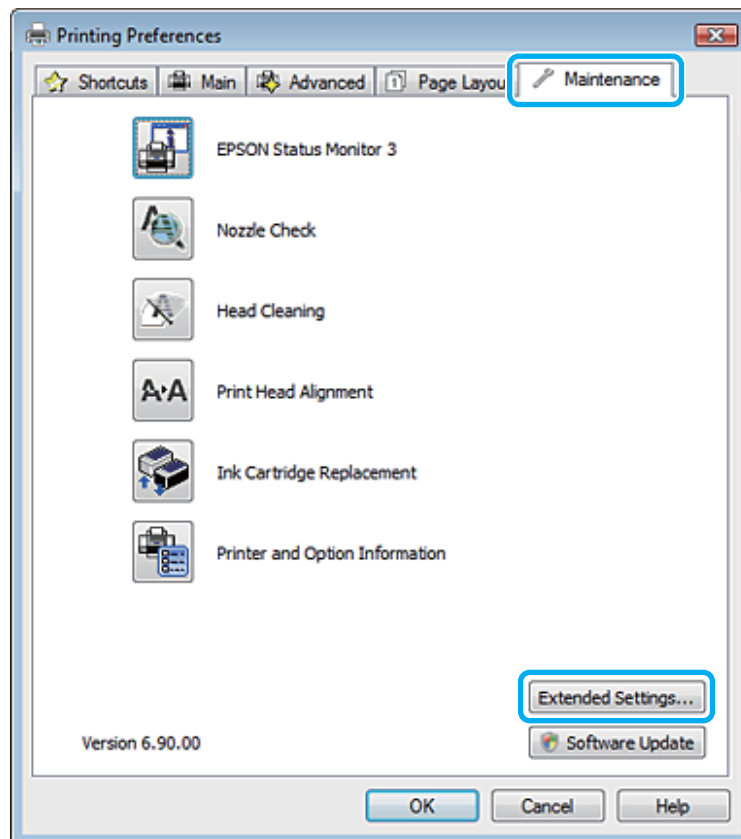 Printing Preferences
Shortcuts Main Advanced 1 Page Layou Maintenance
EPSON Status Monitor 3
Nozzle Check
Head Cleaning
A A Print Head Alignment
Ink Cartridge Replacement
Printer and Option Information
Extended Settings...
Version 6.90.00 Software Update
OK Cancel Help